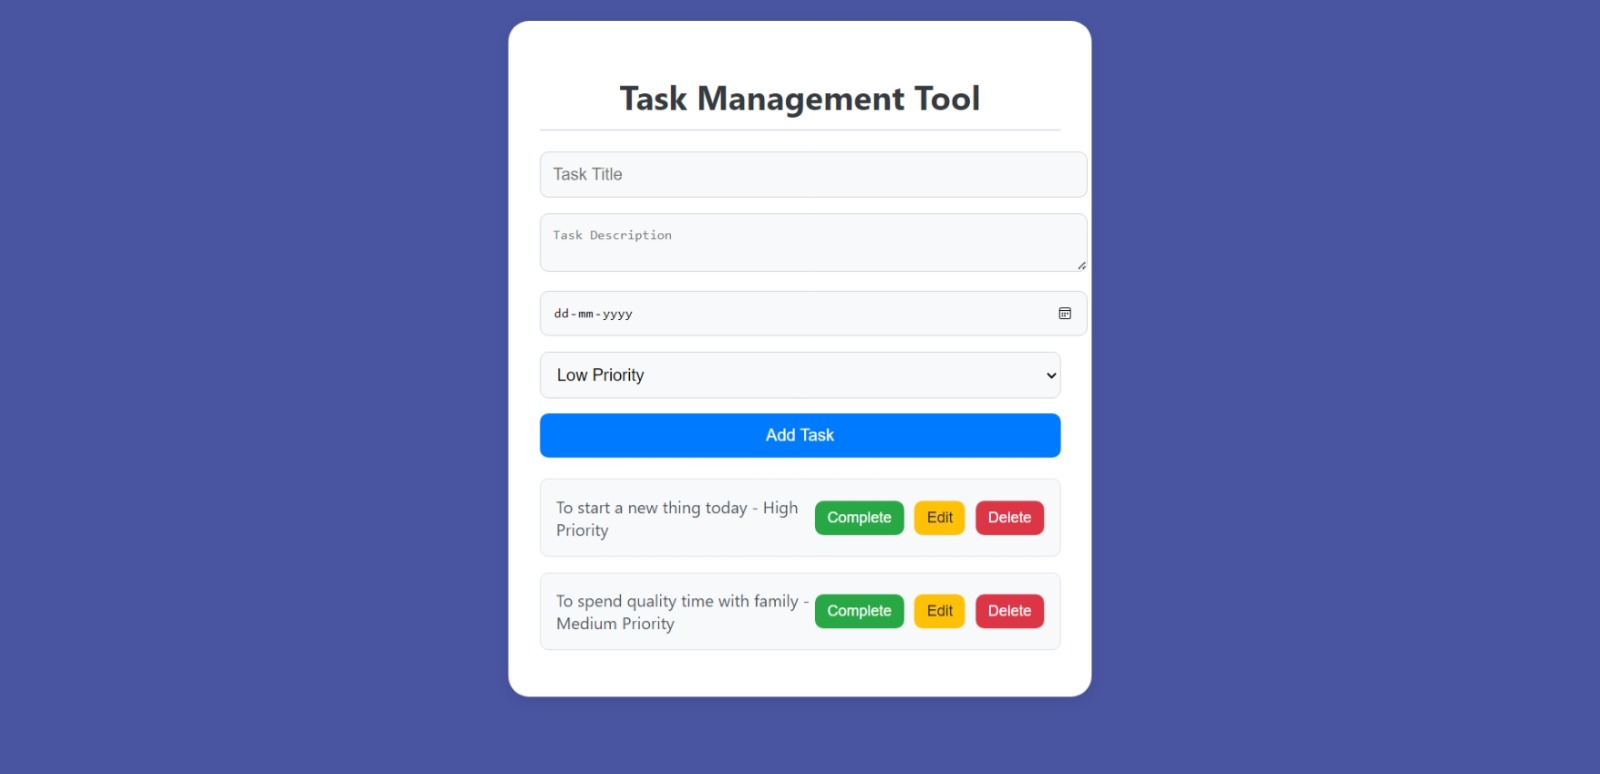 Task Management Tool
Task Title
Task Description
dd-mm-yyyy
Low Priority
Add Task
To start a new thing today - High
Priority
Complete
Edit
Delete
To spend quality time with family -
Medium Priority
Complete
Edit
Delete